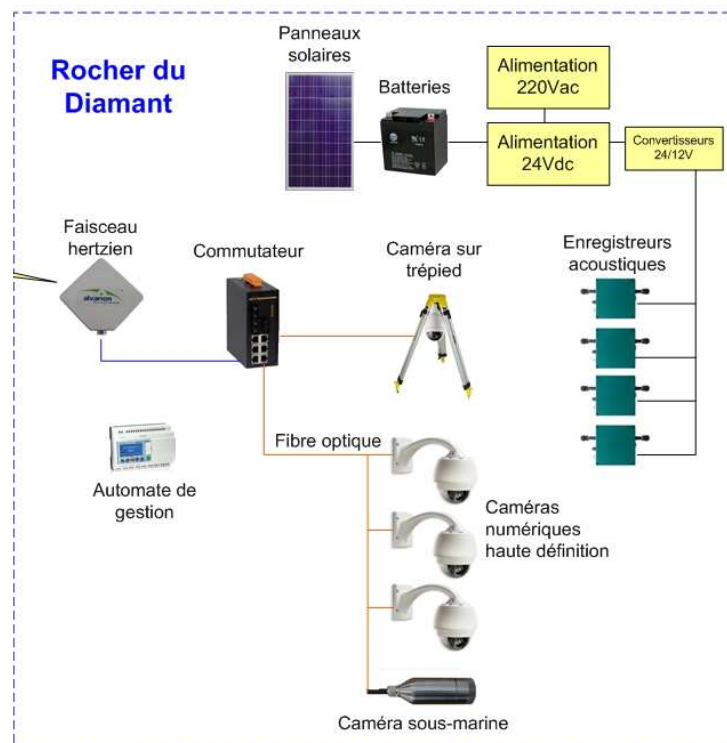 Rocher du
Diamant
Panneaux
solaires
Batteries
Alimentation
220Vac
Alimentation
24Vdc
Convertisseurs
24/12V
Faisceau
hertzien
Commutateur
Caméra sur
trépied
Enregistreurs
acoustiques
alvarion
Fibre optique
Automate de
gestion
Caméras
numériques
haute définition
Caméra sous-marine